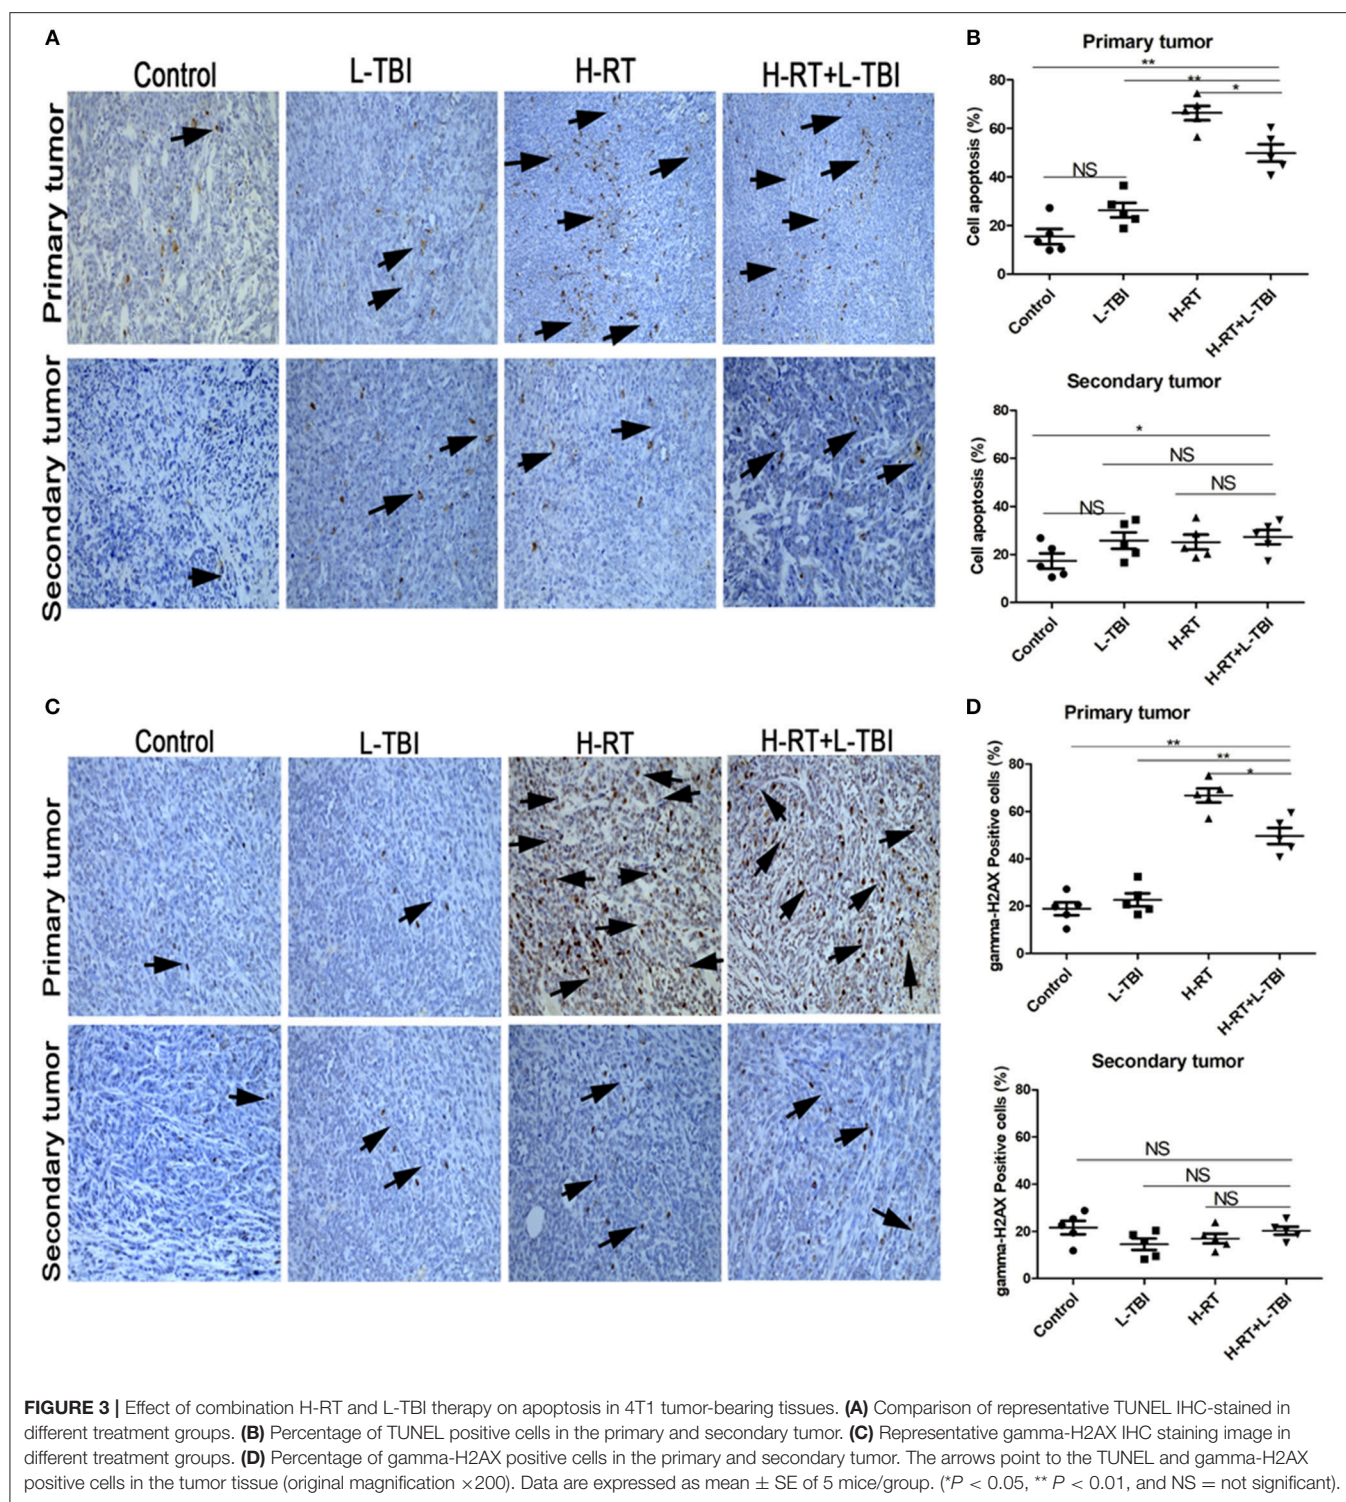 A
Control
L-TBI
H-RT
H-RT+L-TBI
Primary tumor
Secondary tumor
B
Primary tumor
**
**
*
NS
Cell apoptosis (%)
80
60
40
20
0
Control
L-TBI
H-RT
H-RT+L-TBI
Secondary tumor
*
NS
NS
NS
Cell apoptosis (%)
80
60
40
20
0
Control
L-TBI
H-RT
H-RT+L-TBI
C
Control
L-TBI
H-RT
H-RT+L-TBI
Primary tumor
Secondary tumor
D
Primary tumor
**
**
*
gamma-H2AX Positive cells (%)
80
60
40
20
0
Control
L-TBI
H-RT
H-RT+L-TBI
Secondary tumor
NS
NS
NS
gamma-H2AX Positive cells (%)
80
60
40
20
0
Control
L-TBI
H-RT
H-RT+L-TBI
FIGURE 3 | Effect of combination H-RT and L-TBI therapy on apoptosis in 4T1 tumor-bearing tissues. (A) Comparison of representative TUNEL IHC-stained in
different treatment groups. (B) Percentage of TUNEL positive cells in the primary and secondary tumor. (C) Representative gamma-H2AX IHC staining image in
different treatment groups. (D) Percentage of gamma-H2AX positive cells in the primary and secondary tumor. The arrows point to the TUNEL and gamma-H2AX
positive cells in the tumor tissue (original magnification ×200). Data are expressed as mean ± SE of 5 mice/group. (*P < 0.05, ** P < 0.01, and NS = not significant).